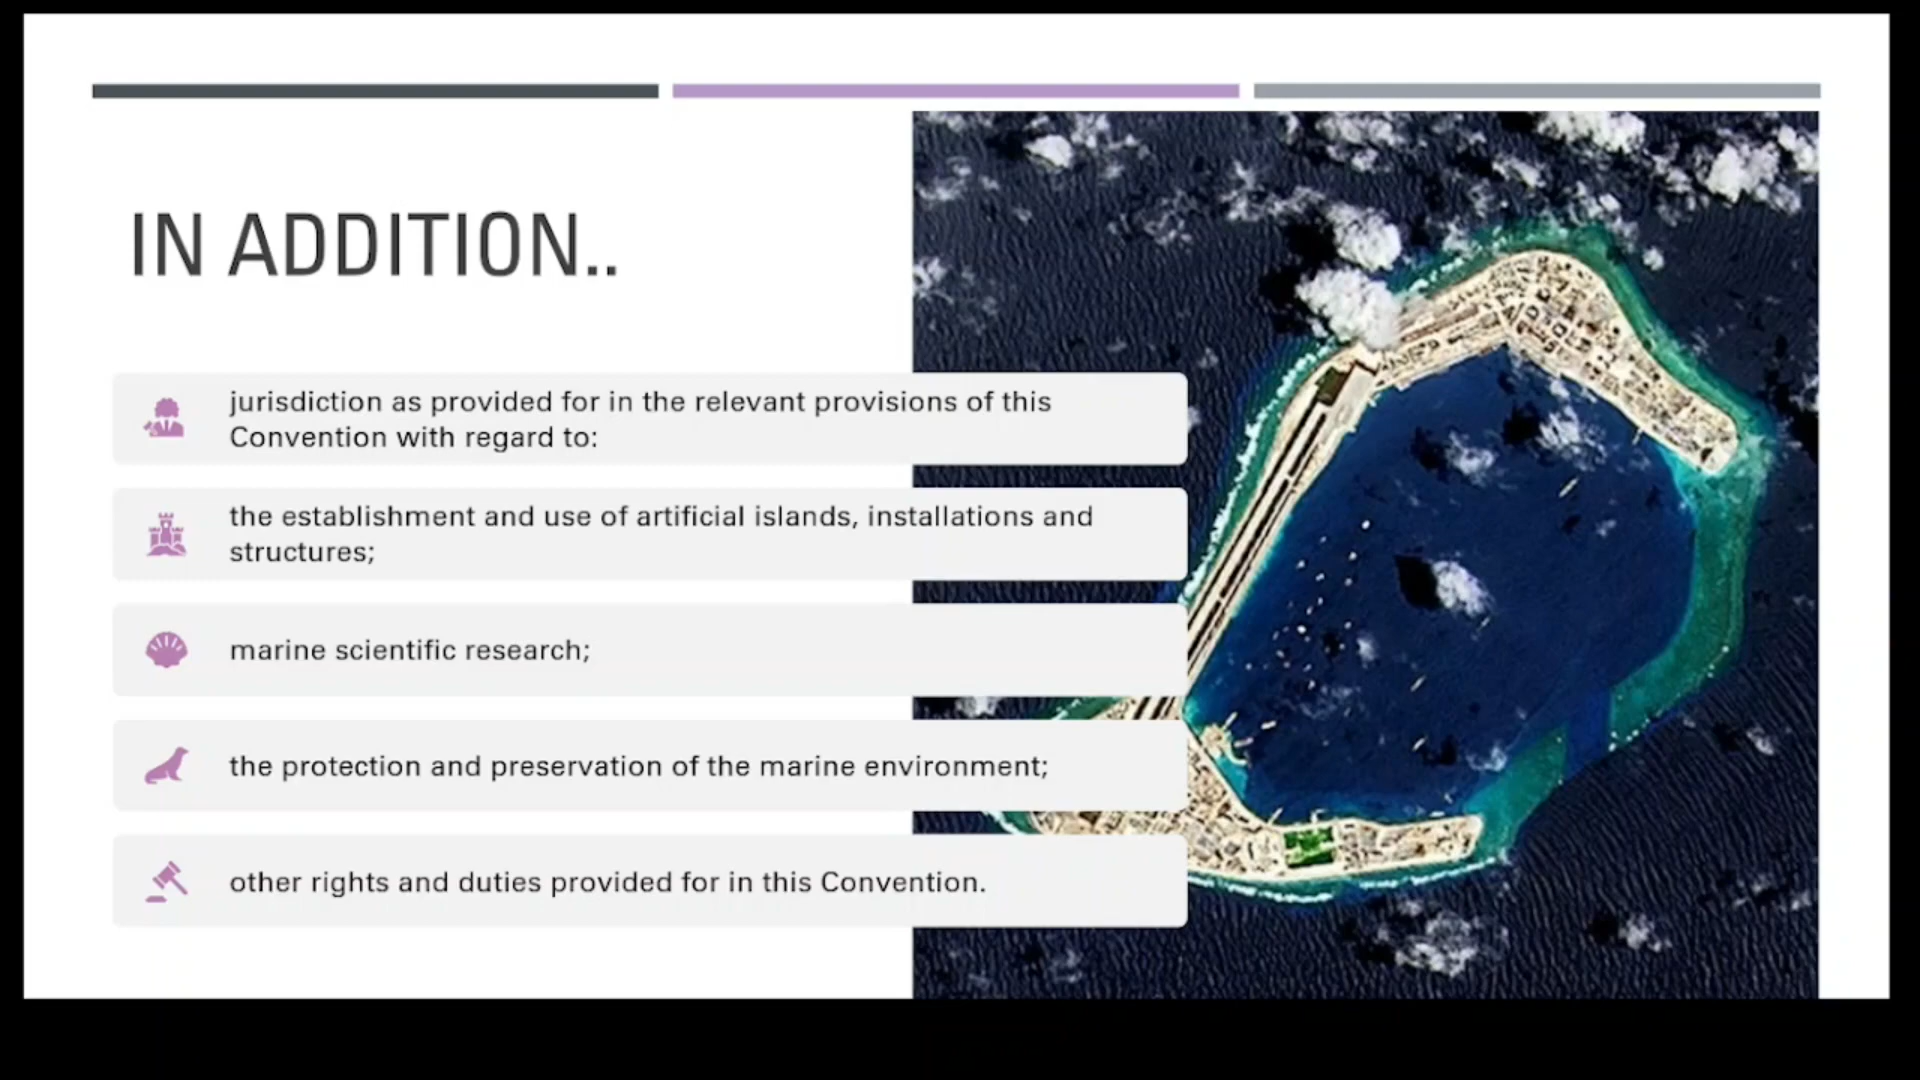 IN ADDITION..
jurisdiction as provided for in the relevant provisions of this
Convention with regard to:
the establishment and use of artificial islands, installations and
structures;
marine scientific research;
the protection and preservation of the marine environment;
other rights and duties provided for in this Convention.